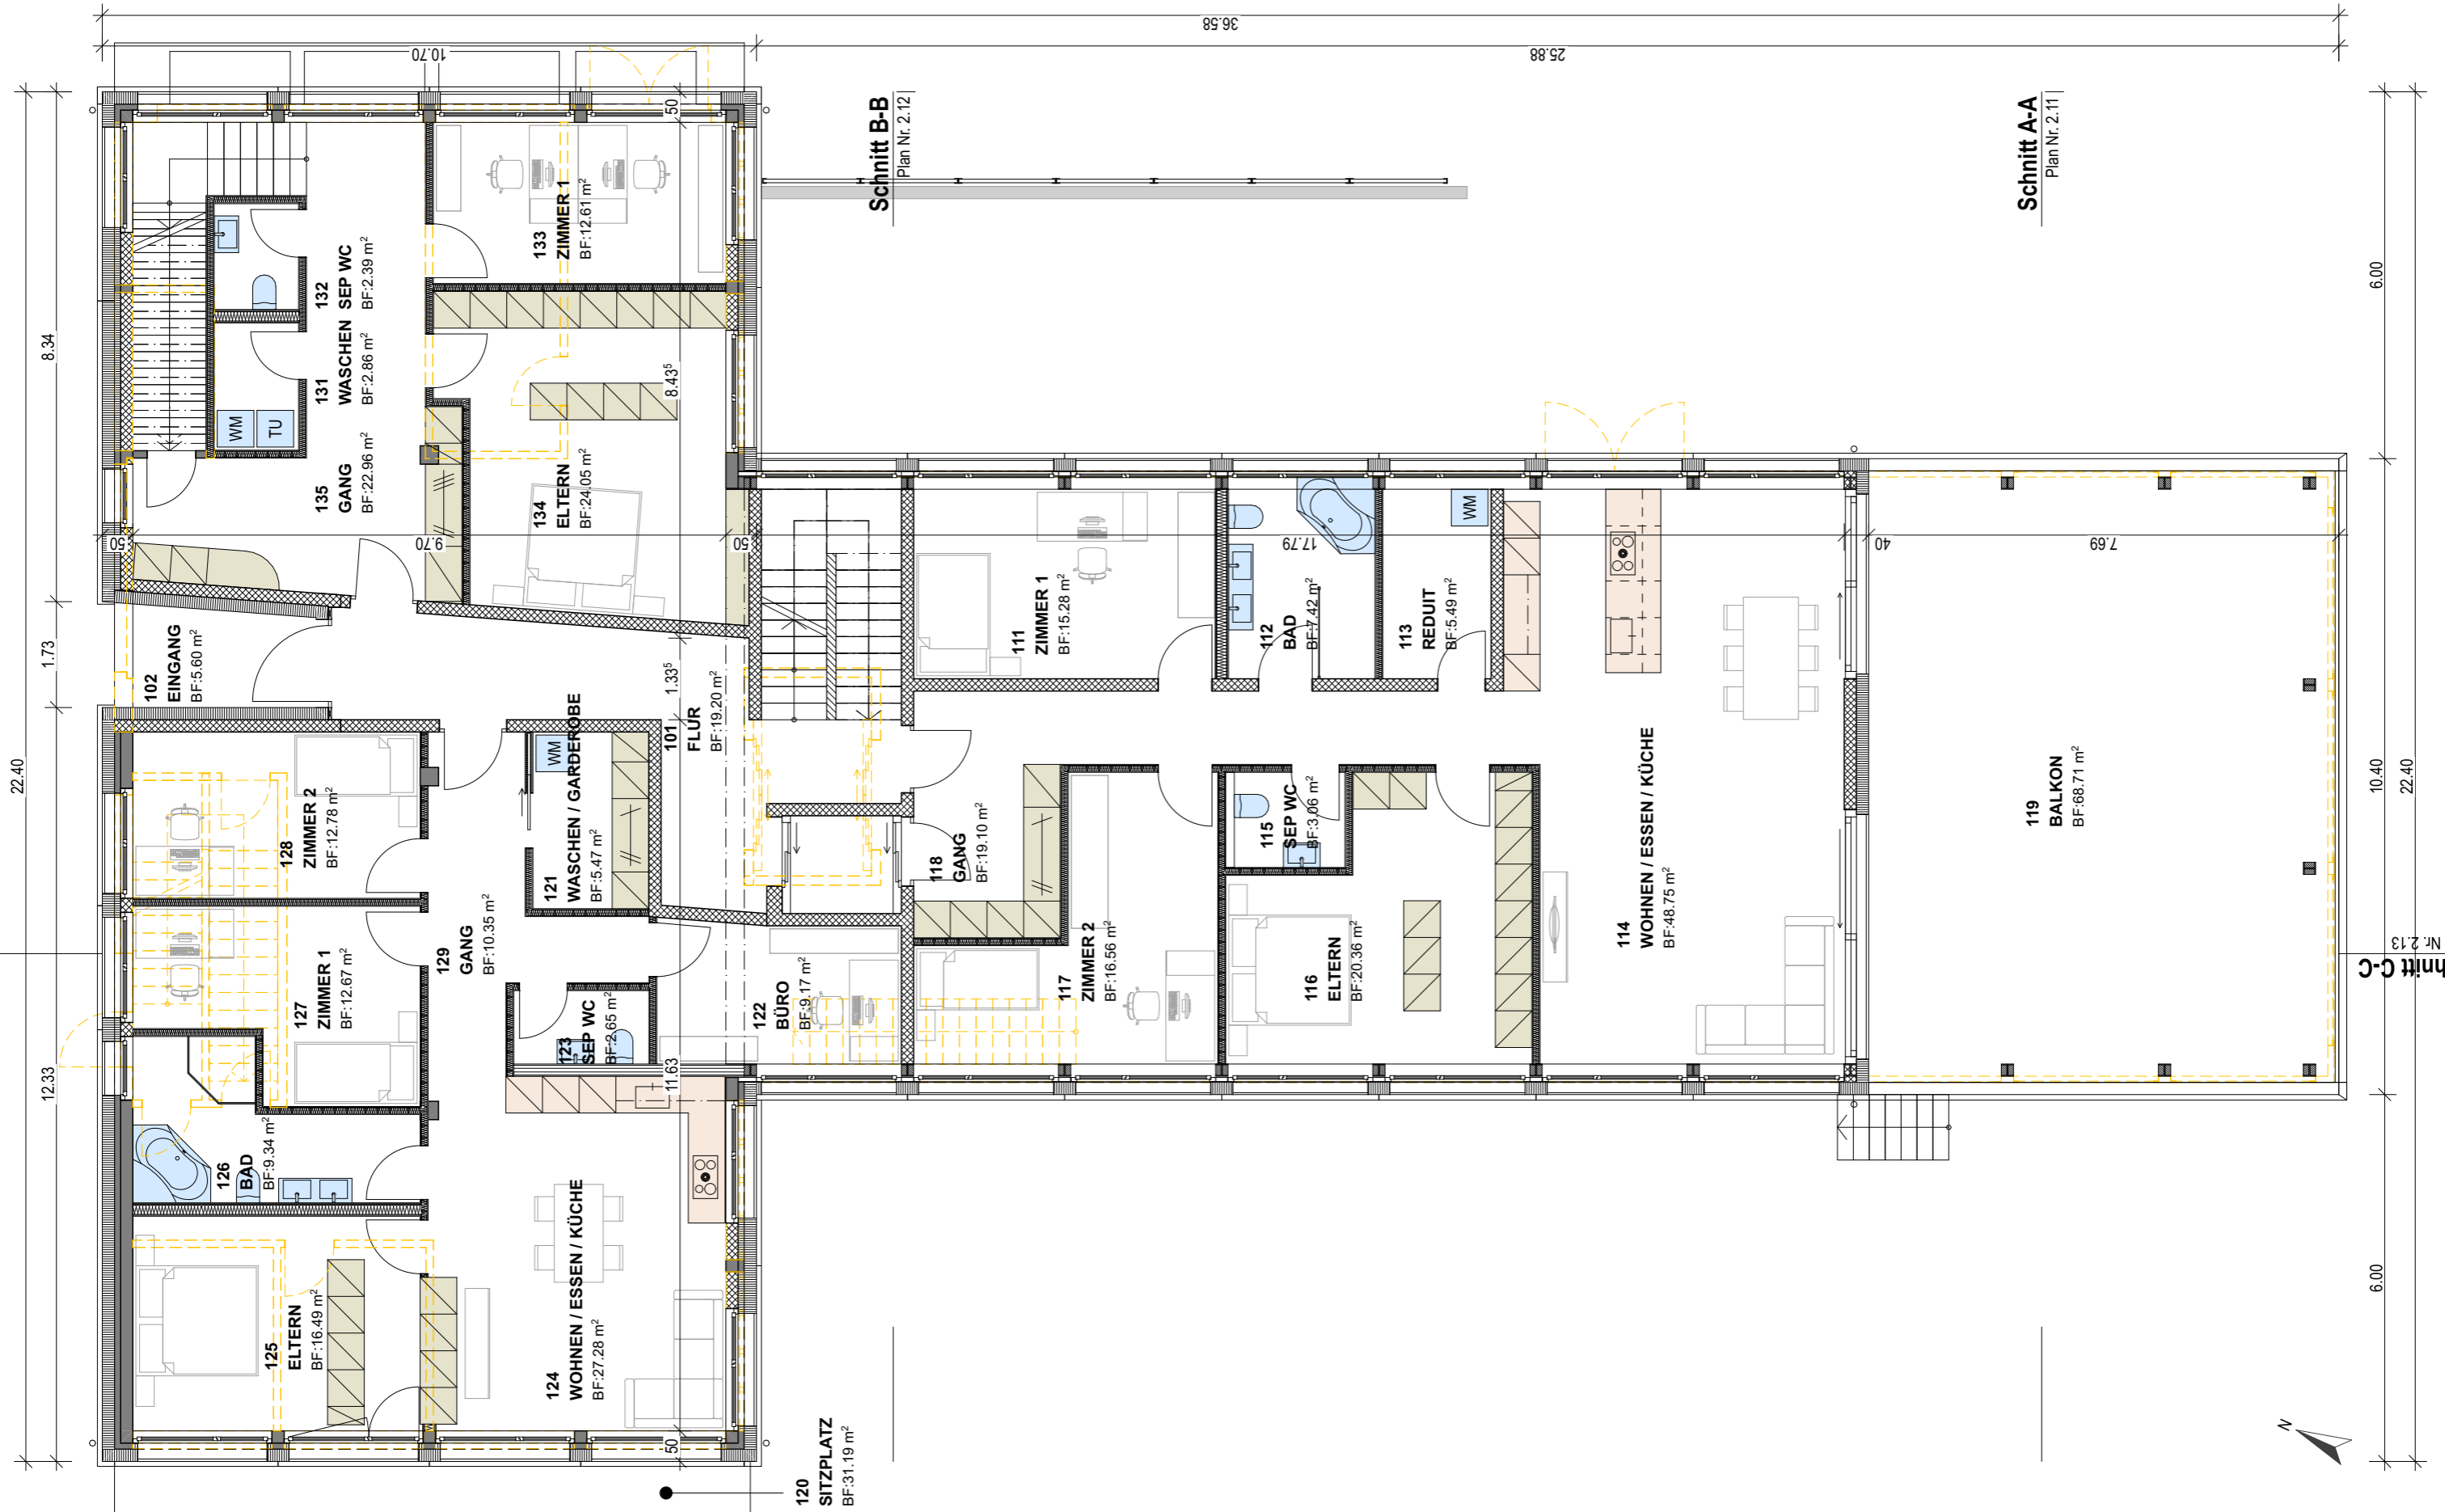 36.58
10.70
25.88
22.40
8.34
1.73
12.33
50
8.43⁵
1.33⁵
11.63
50
50
9.70
50
17.79
40
7.69
6.00
10.40
6.00
22.40
Schnitt B-B
Plan Nr. 2.12
Schnitt A-A
Plan Nr. 2.11
hnitt C-C
Nr. 2.13
132
SEP WC
BF:2.39 m²
131
WASCHEN
BF:2.86 m²
WM
TU
135
GANG
BF:22.96 m²
133
ZIMMER 1
BF:12.61 m²
134
ELTERN
BF:24.05 m²
102
EINGANG
BF:5.60 m²
101
FLUR
BF:19.20 m²
128
ZIMMER 2
BF:12.78 m²
127
ZIMMER 1
BF:12.67 m²
129
GANG
BF:10.35 m²
121
WASCHEN / GARDEROBE
BF:5.47 m²
WM
123
SEP WC
BF:2.65 m²
122
BÜRO
BF:9.17 m²
126
BAD
BF:9.34 m²
125
ELTERN
BF:16.49 m²
124
WOHNEN / ESSEN / KÜCHE
BF:27.28 m²
120
SITZPLATZ
BF:31.19 m²
111
ZIMMER 1
BF:15.28 m²
112
BAD
BF:7.42 m²
113
REDUIT
BF:5.49 m²
WM
118
GANG
BF:19.10 m²
117
ZIMMER 2
BF:16.56 m²
115
SEP WC
BF:3.06 m²
116
ELTERN
BF:20.36 m²
114
WOHNEN / ESSEN / KÜCHE
BF:48.75 m²
119
BALKON
BF:68.71 m²
N